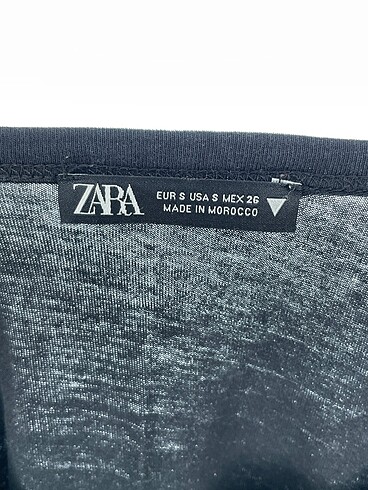 ZARA
EUR S USA S MEX 26
MADE IN MOROCCO